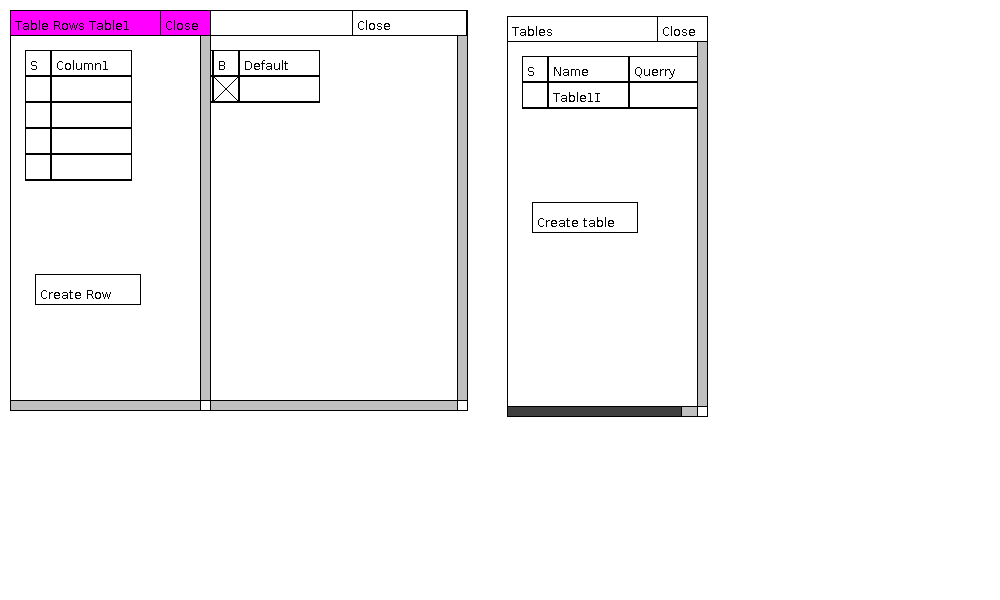 Table Rows Table1 Close
Close
S Column1
B Default
Create Row
Tables Close
S Name Querry
Table1I
Create table